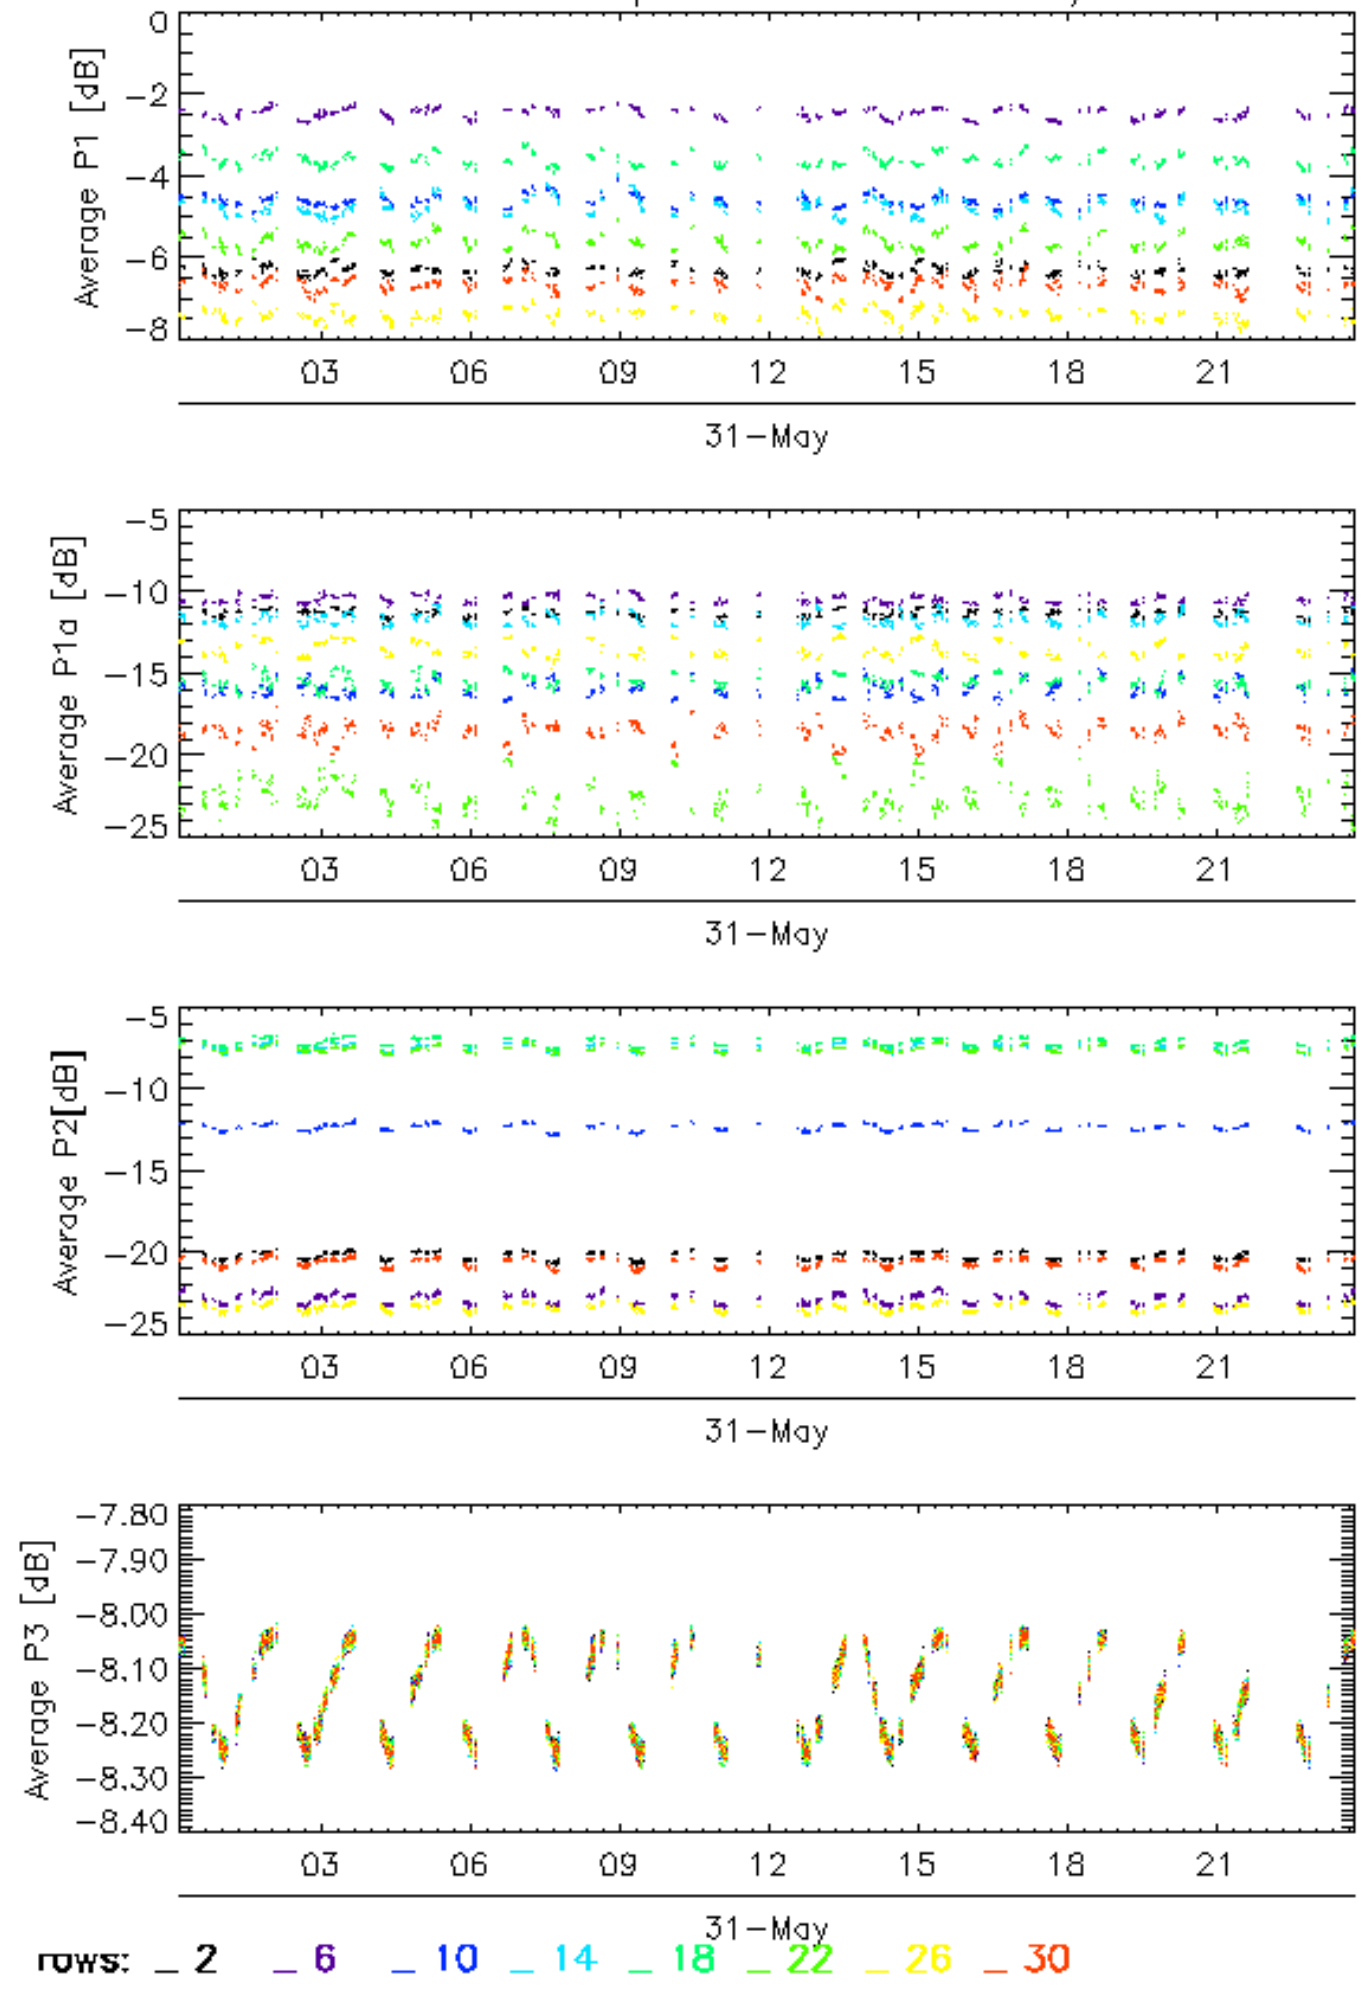 Average P1 [dB]
0
−2
−4
−6
−8
03 06 09 12 15 18 21
31−May
Average P1a [dB]
−5
−10
−15
−20
−25
03 06 09 12 15 18 21
31−May
Average P2[dB]
−5
−10
−15
−20
−25
03 06 09 12 15 18 21
31−May
Average P3 [dB]
−7.80
−7.90
−8.00
−8.10
−8.20
−8.30
−8.40
03 06 09 12 15 18 21
31−May
rows: _ 2 _ 6 _ 10 _ 14 _ 18 _ 22 _ 26 _ 30